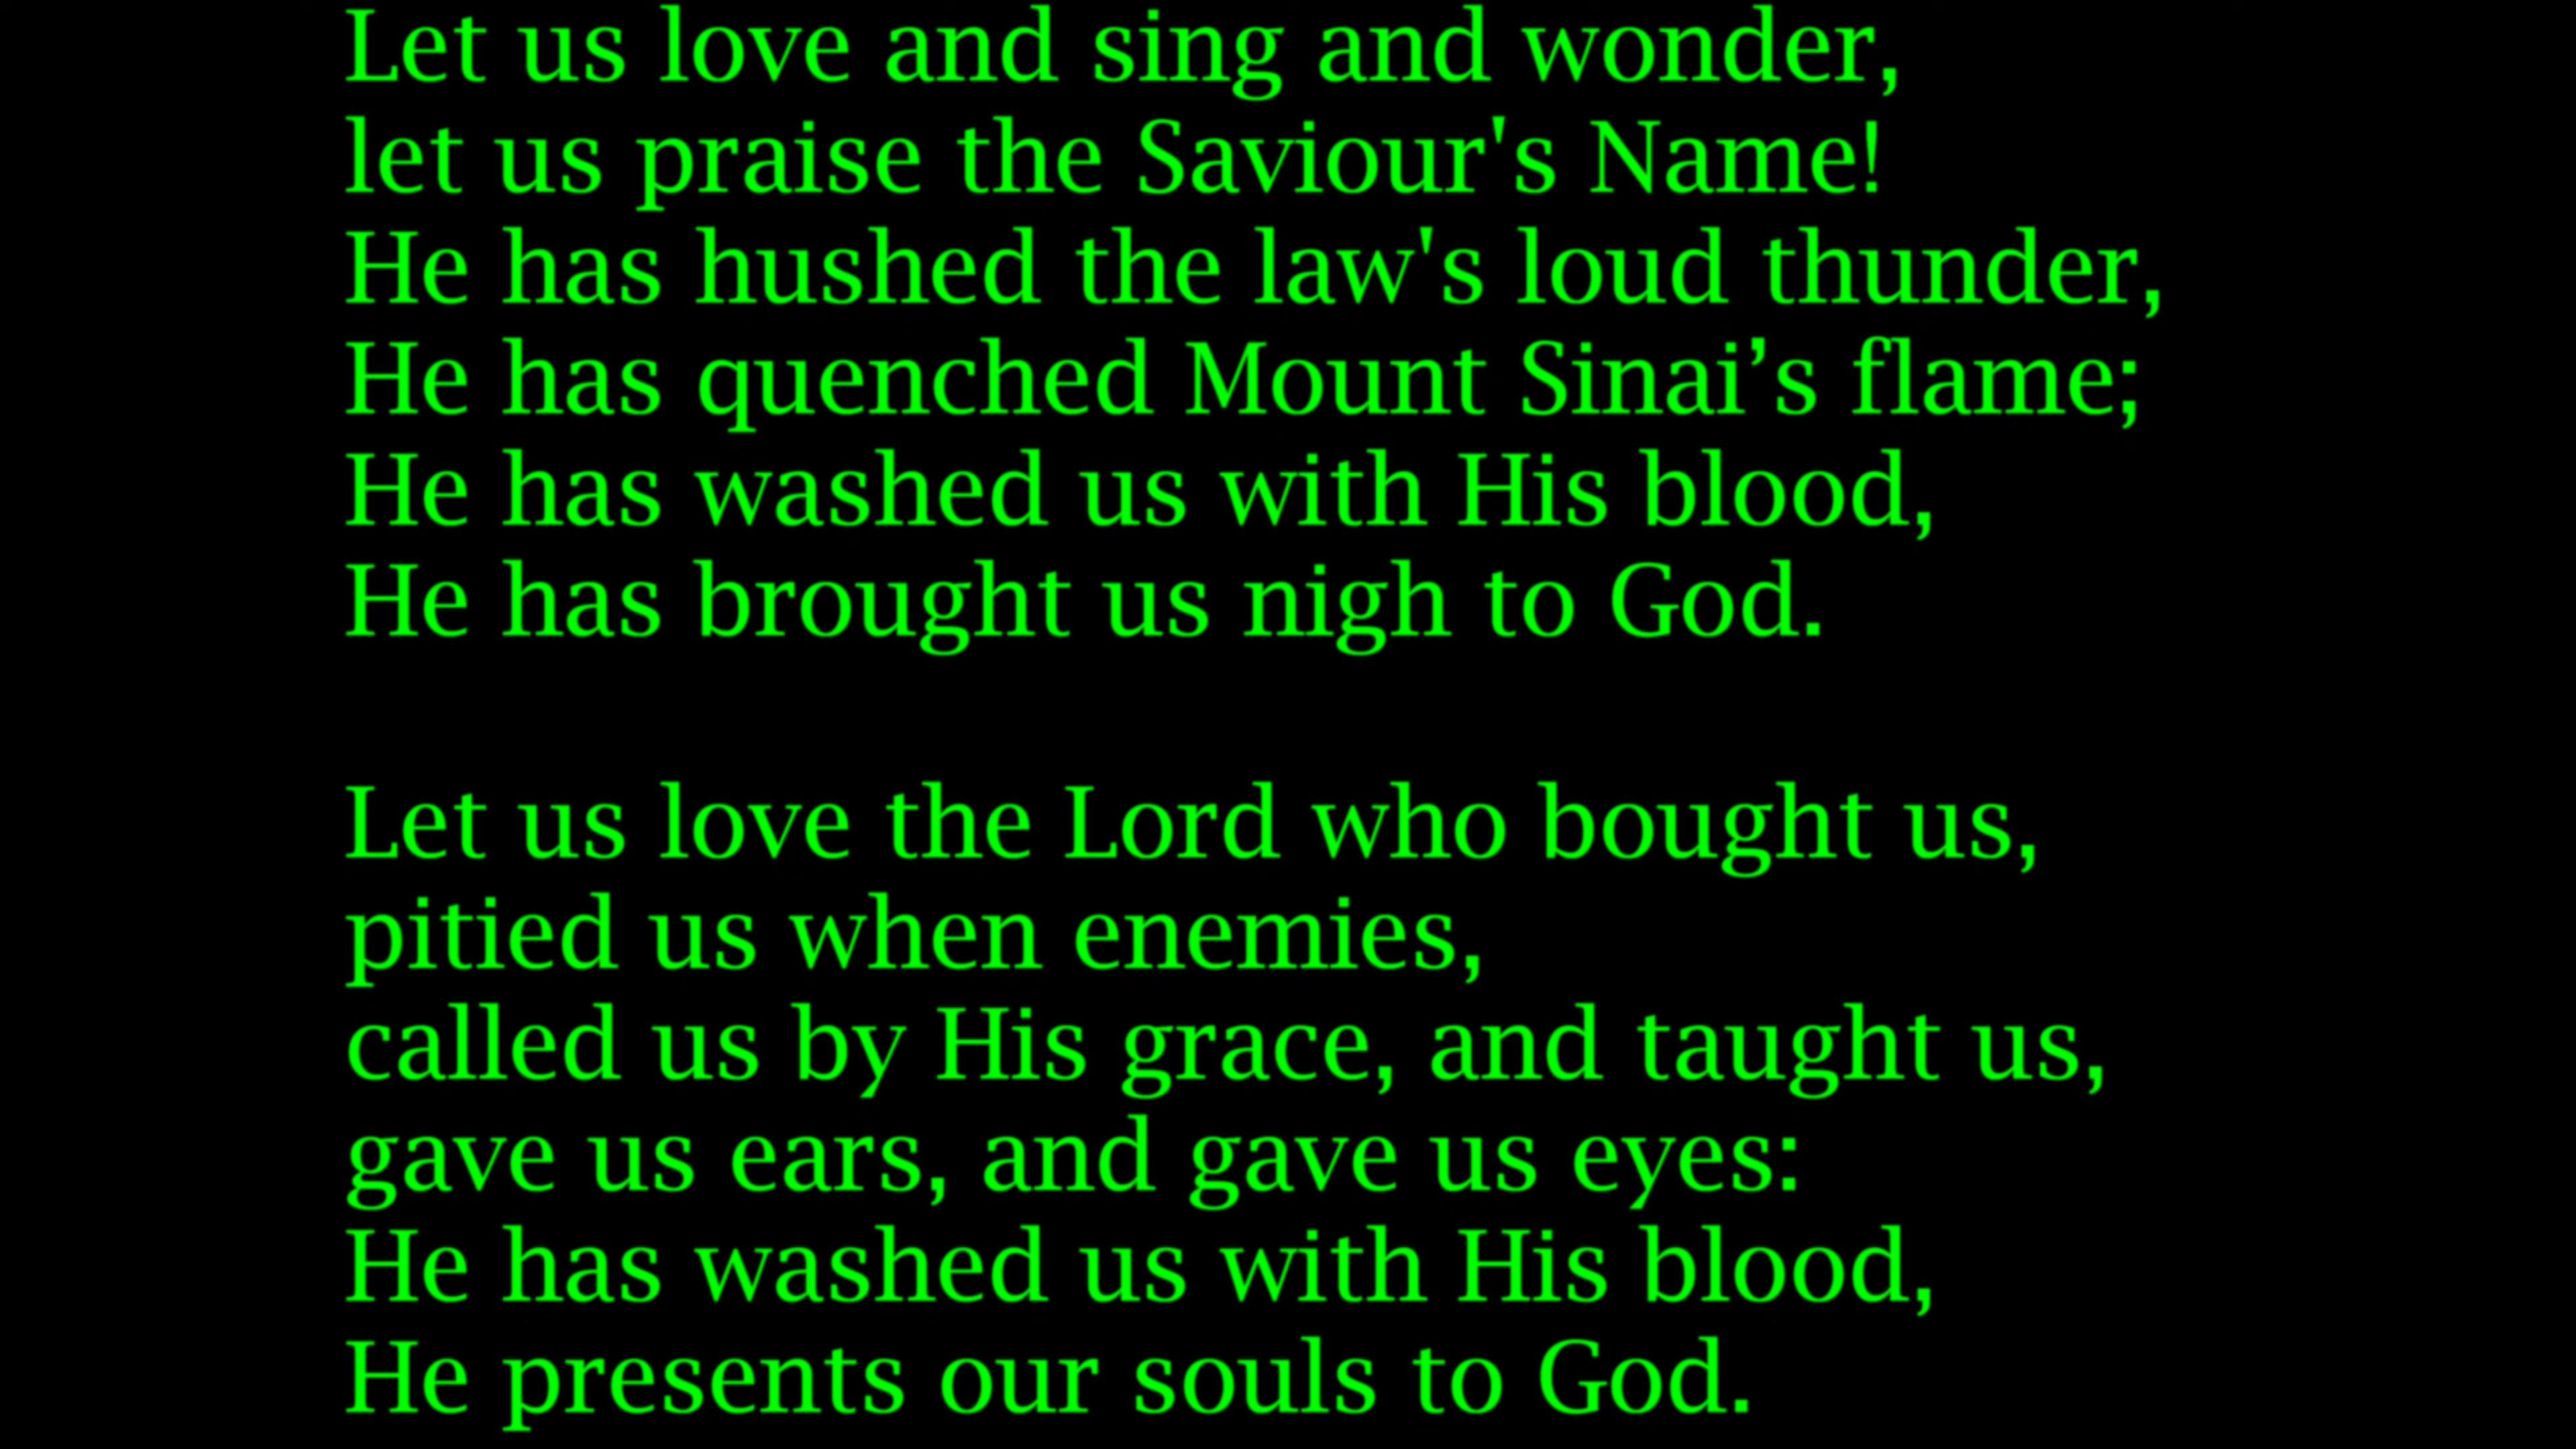 Let us love and sing and wonder,
let us praise the Saviour's Name!
He has hushed the law's loud thunder,
He has quenched Mount Sinai’s flame;
He has washed us with His blood,
He has brought us nigh to God.

Let us love the Lord who bought us,
pitied us when enemies,
called us by His grace, and taught us,
gave us ears, and gave us eyes:
He has washed us with His blood,
He presents our souls to God.